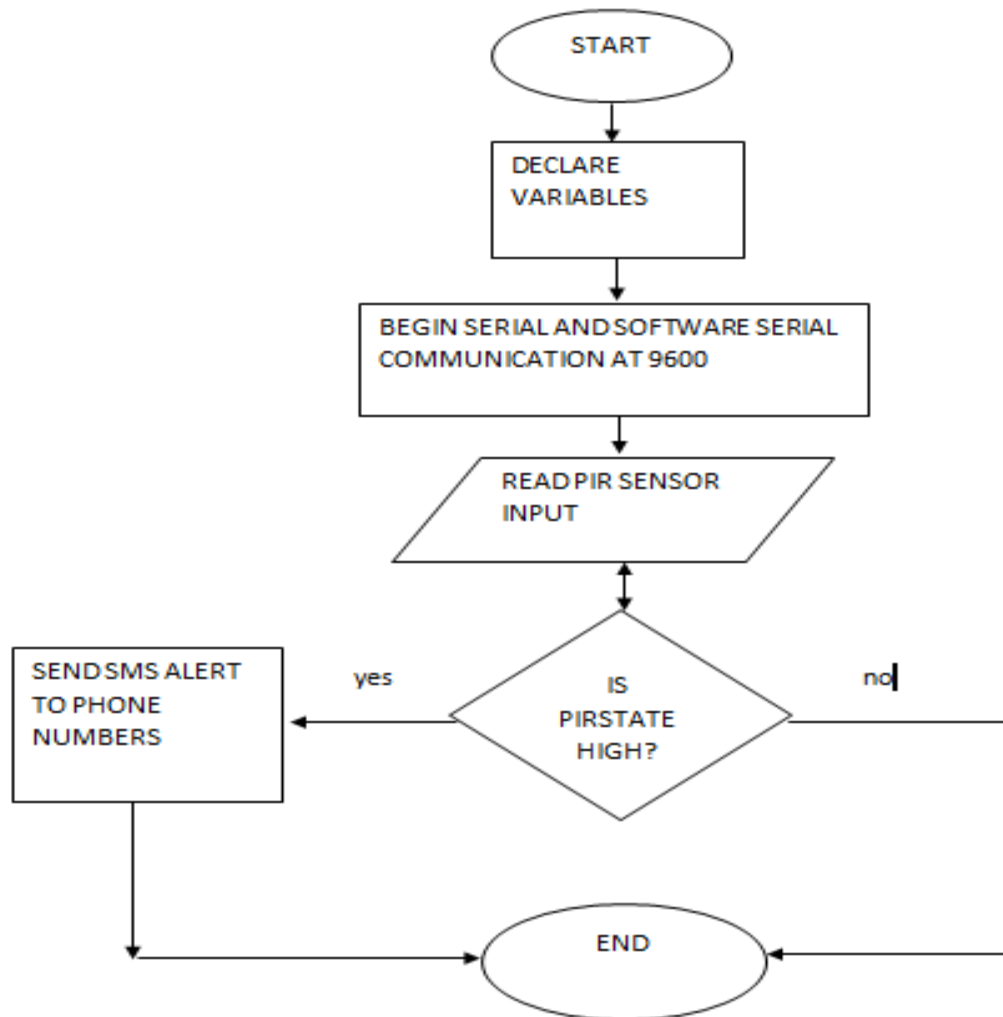 START
DECLARE
VARIABLES
BEGIN SERIAL AND SOFTWARE SERIAL
COMMUNICATION AT 9600
READ PIR SENSOR
INPUT
IS
PIRSTATE
HIGH?
yes
no
SEND SMS ALERT
TO PHONE
NUMBERS
END